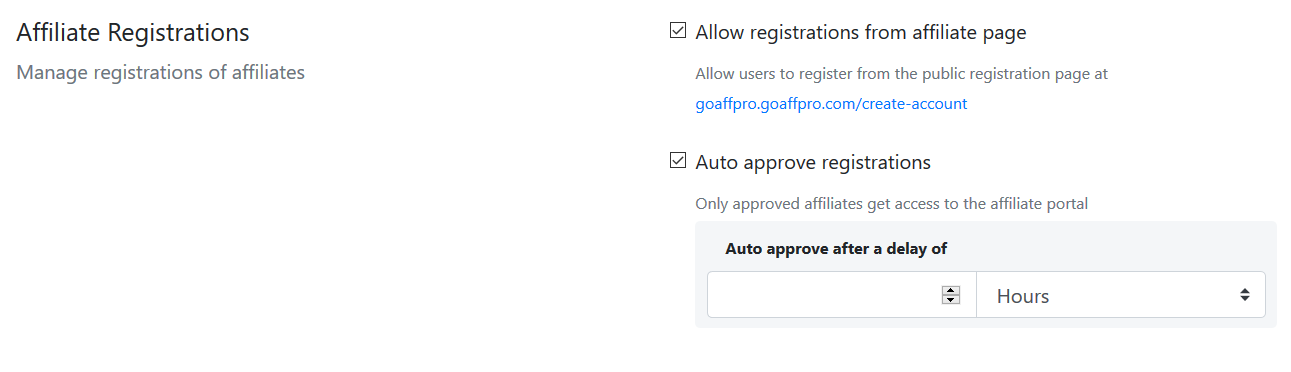 Affiliate Registrations
Manage registrations of affiliates
Allow registrations from affiliate page
Allow users to register from the public registration page at
goaffpro.goaffpro.com/create-account
Auto approve registrations
Only approved affiliates get access to the affiliate portal
Auto approve after a delay of
Hours